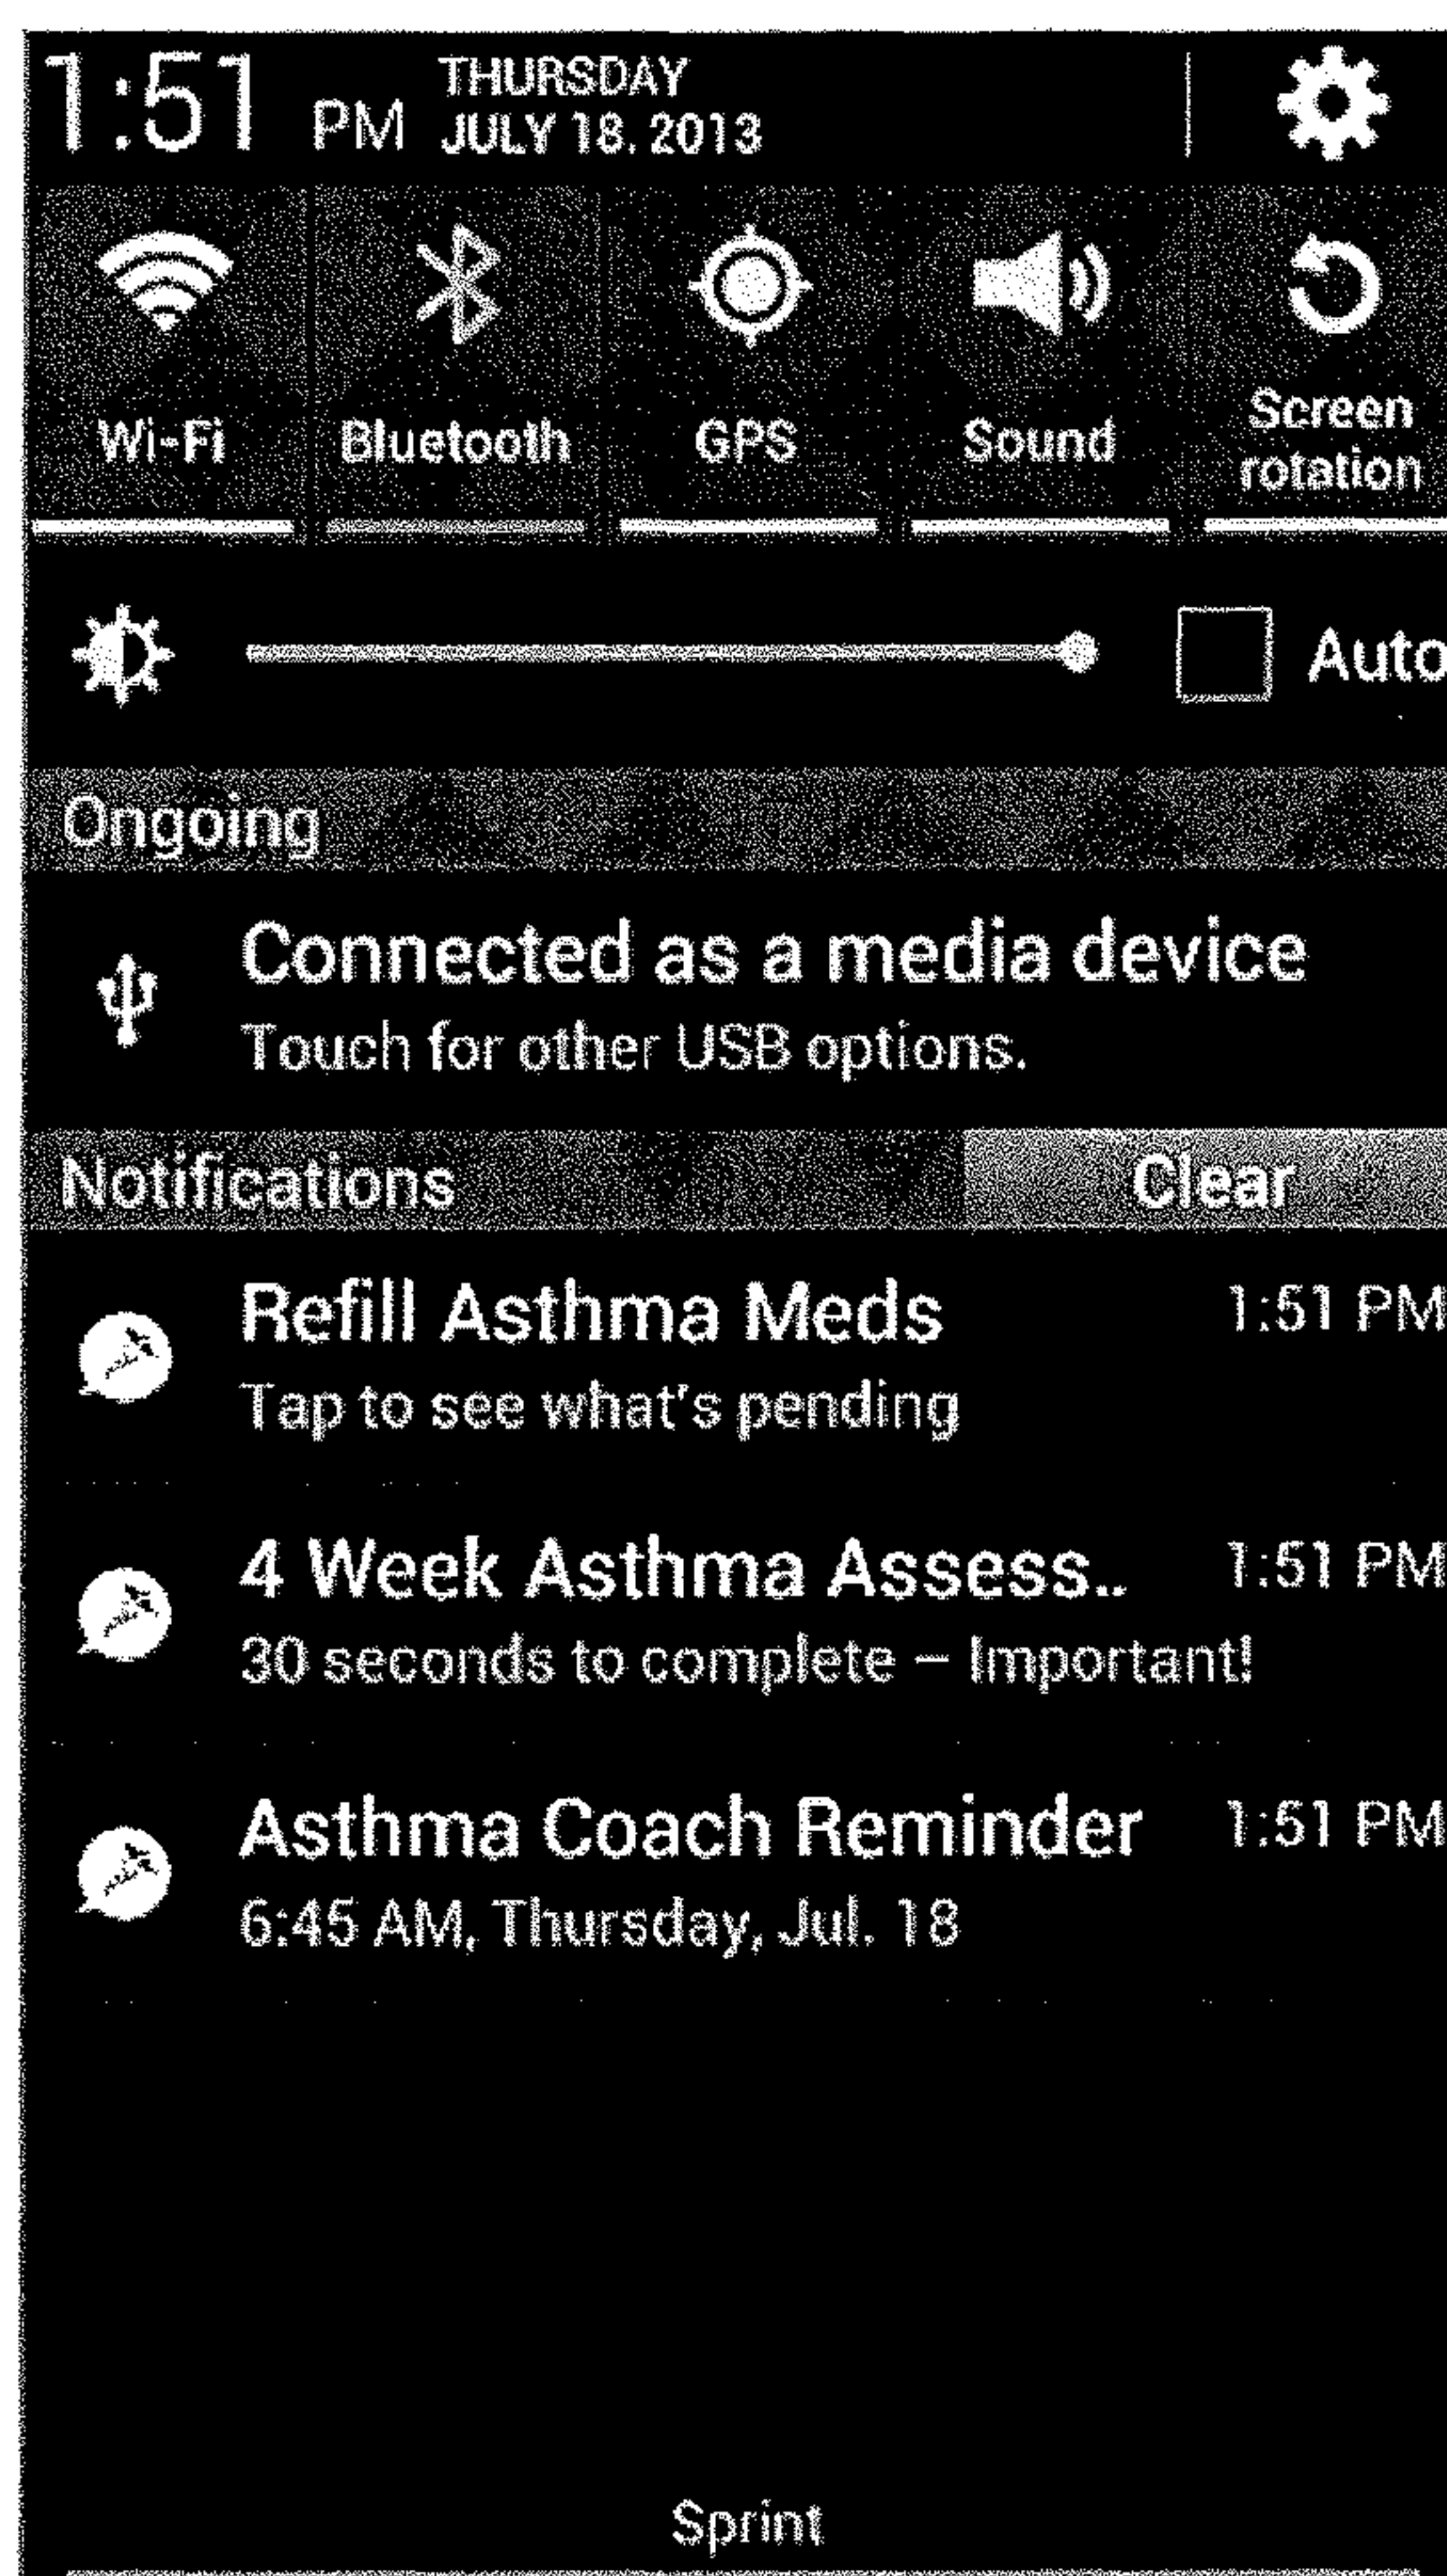 1:51 PM THURSDAY
JULY 18, 2013
Wi-Fi Bluetooth GPS Sound Screen rotation
Auto
Ongoing
Connected as a media device
Touch for other USB options.
Notifications Clear
Refill Asthma Meds 1:51 PM
Tap to see what's pending
4 Week Asthma Assess.. 1:51 PM
30 seconds to complete – Important!
Asthma Coach Reminder 1:51 PM
6:45 AM, Thursday, Jul. 18
Sprint